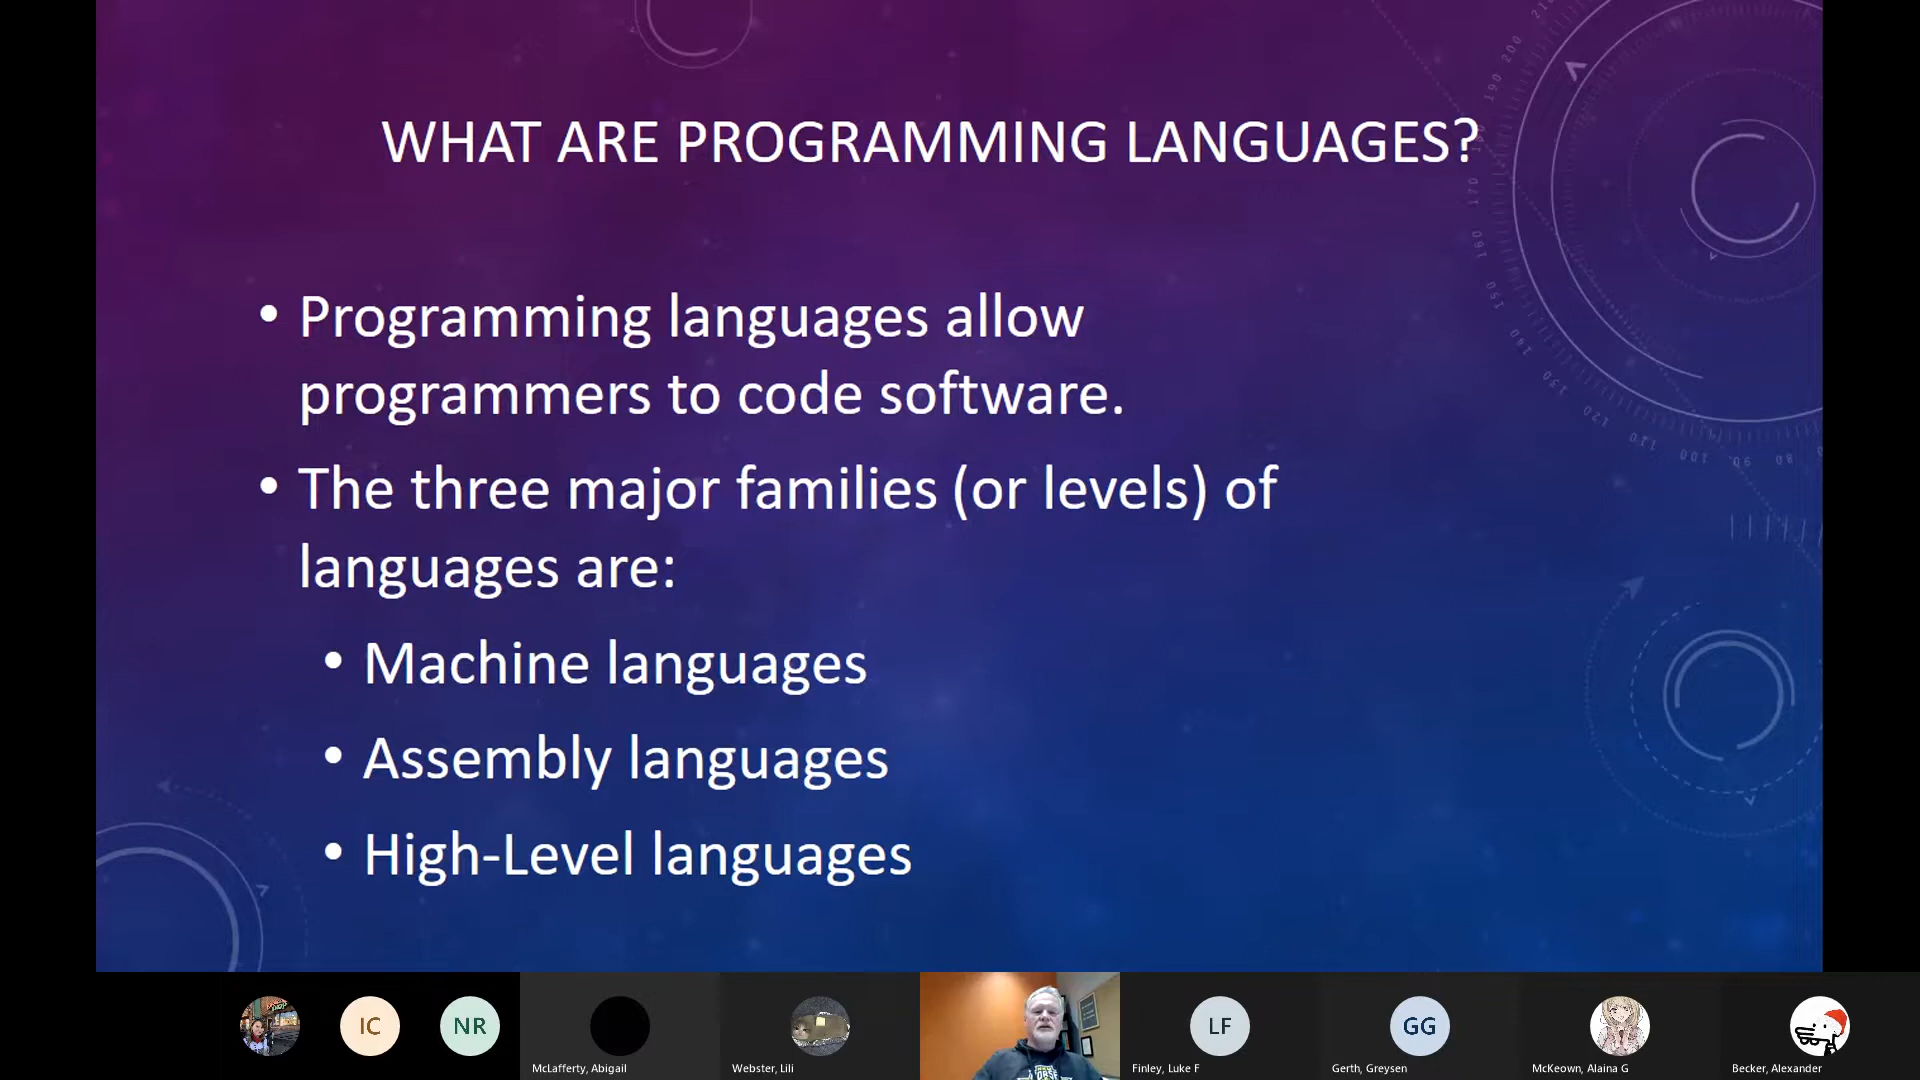 WHAT ARE PROGRAMMING LANGUAGES?
• Programming languages allow
programmers to code software.
• The three major families (or levels) of
languages are:
• Machine languages
• Assembly languages
• High-Level languages
IC
NR
LF
GG
McLafferty, Abigail
Webster, Lili
Finley, Luke F
Gerth, Greysen
McKeown, Alaina G
Becker, Alexander